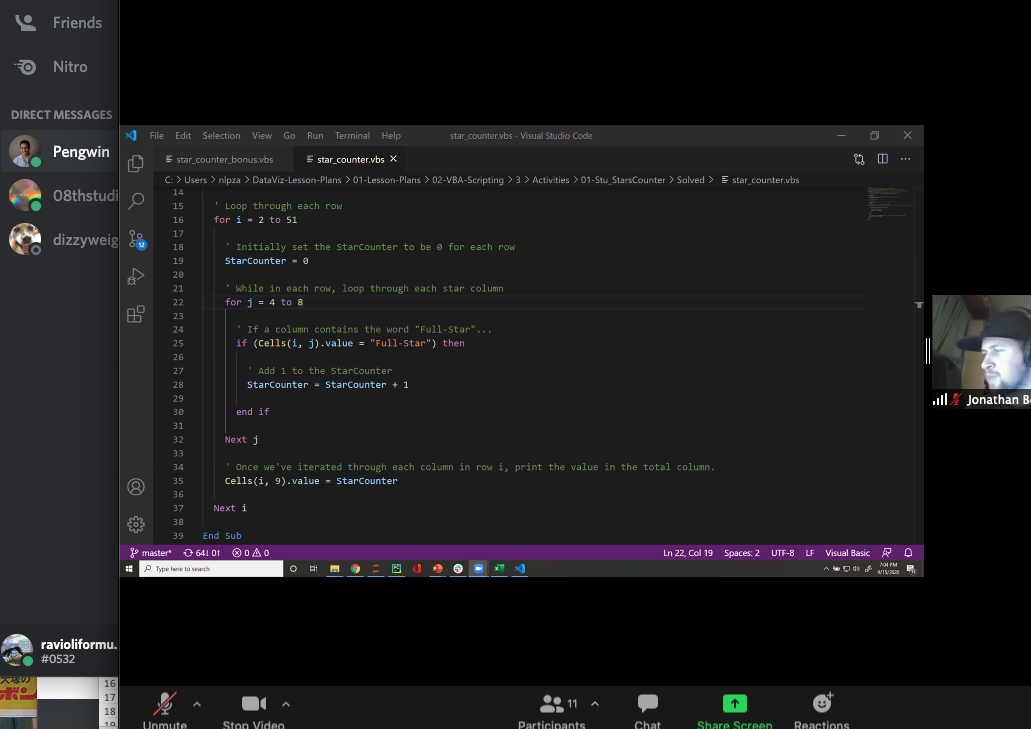 Friends
Nitro
DIRECT MESSAGES
Pengwin
08thstudi
dizzyweig
ravioliformu.
#0532
16
17
18
19
File Edit Selection View Go Run Terminal Help star_counter.vbs - Visual Studio Code
star_counter_bonus.vbs star_counter.vbs
C: > Users > nlpza > DataViz-Lesson-Plans > 01-Lesson-Plans > 02-VBA-Scripting > 3 > Activities > 01-Stu_StarsCounter > Solved > star_counter.vbs
14
15 ' Loop through each row
16 for i = 2 to 51
17
18 ' Initially set the StarCounter to be 0 for each row
19 StarCounter = 0
20
21 ' While in each row, loop through each star column
22 for j = 4 to 8
23
24 ' If a column contains the word "Full-Star"...
25 if (Cells(i, j).value = "Full-Star") then
26
27 ' Add 1 to the StarCounter
28 StarCounter = StarCounter + 1
29
30 end if
31
32 Next j
33
34 ' Once we've iterated through each column in row i, print the value in the total column.
35 Cells(i, 9).value = StarCounter
36
37 Next i
38
39 End Sub
12
master* 64↓ 0↑ 0 0 Ln 22, Col 19 Spaces: 2 UTF-8 LF Visual Basic
Type here to search 7:04 PM
9/15/2020
Jonathan B
Unmute Stop Video Participants 11 Chat Share Screen Reactions